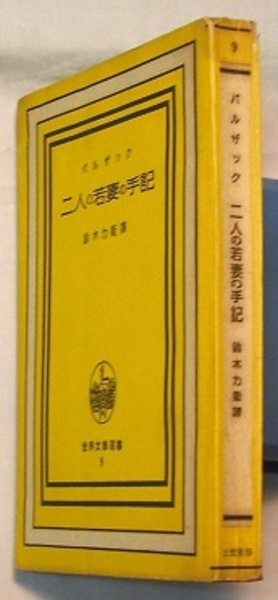 バルザック
二人の若妻の手記
鈴木力衛譯
世界文學選書
9
9
バルザック
二人の若妻の手記
鈴木力衛譯
三笠書房